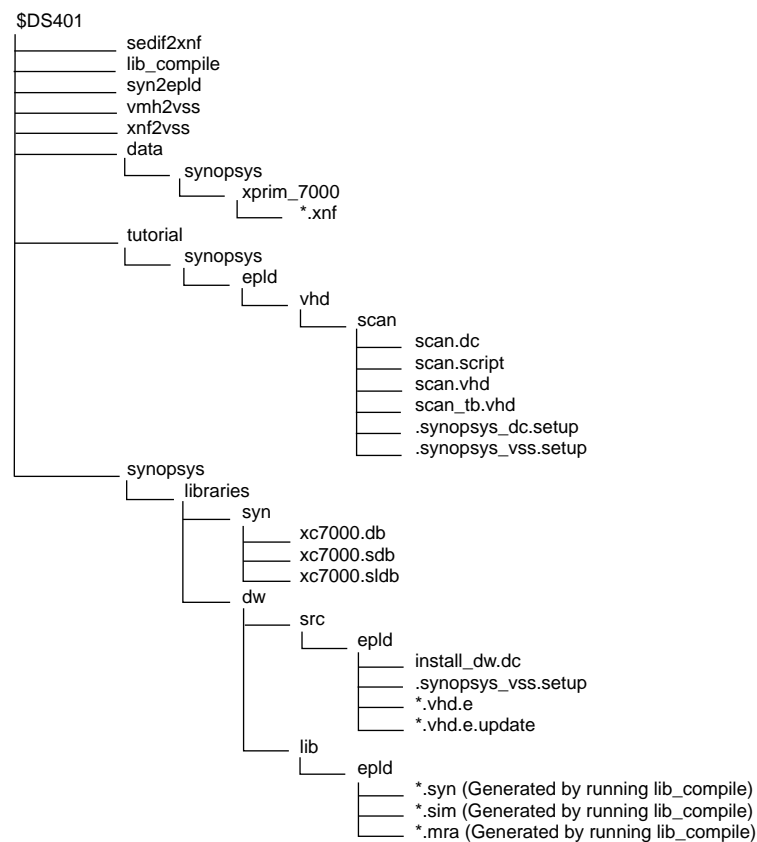 $DS401
sedif2xnf
lib_compile
syn2epld
vmh2vss
xnf2vss
data
synopsys
xprim_7000
*.xnf
tutorial
synopsys
epld
vhd
scan
scan.dc
scan.script
scan.vhd
scan_tb.vhd
.synopsys_dc.setup
.synopsys_vss.setup
synopsys
libraries
syn
xc7000.db
xc7000.sdb
xc7000.sldb
dw
src
epld
install_dw.dc
.synopsys_vss.setup
*.vhd.e
*.vhd.e.update
lib
epld
*.syn (Generated by running lib_compile)
*.sim (Generated by running lib_compile)
*.mra (Generated by running lib_compile)